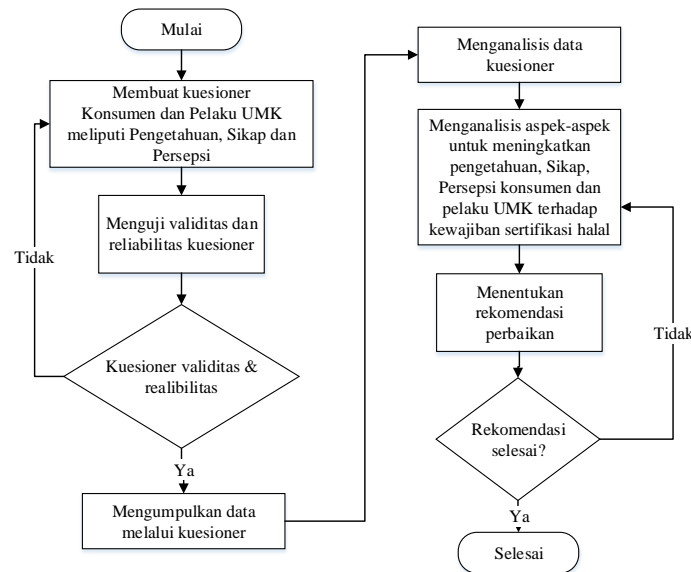 Mulai
Membuat kuesioner
Konsumen dan Pelaku UMK
meliputi Pengetahuan, Sikap dan
Persepsi
Menguji validitas dan
reliabilitas kuesioner
Tidak
Kuesioner validitas &
realibilitas
Ya
Mengumpulkan data
melalui kuesioner
Menganalisis data
kuesioner
Menganalisis aspek-aspek
untuk meningkatkan
pengetahuan, Sikap,
Persepsi konsumen dan
pelaku UMK terhadap
kewajiban sertifikasi halal
Menentukan
rekomendasi
perbaikan
Tidak
Rekomendasi
selesai?
Ya
Selesai